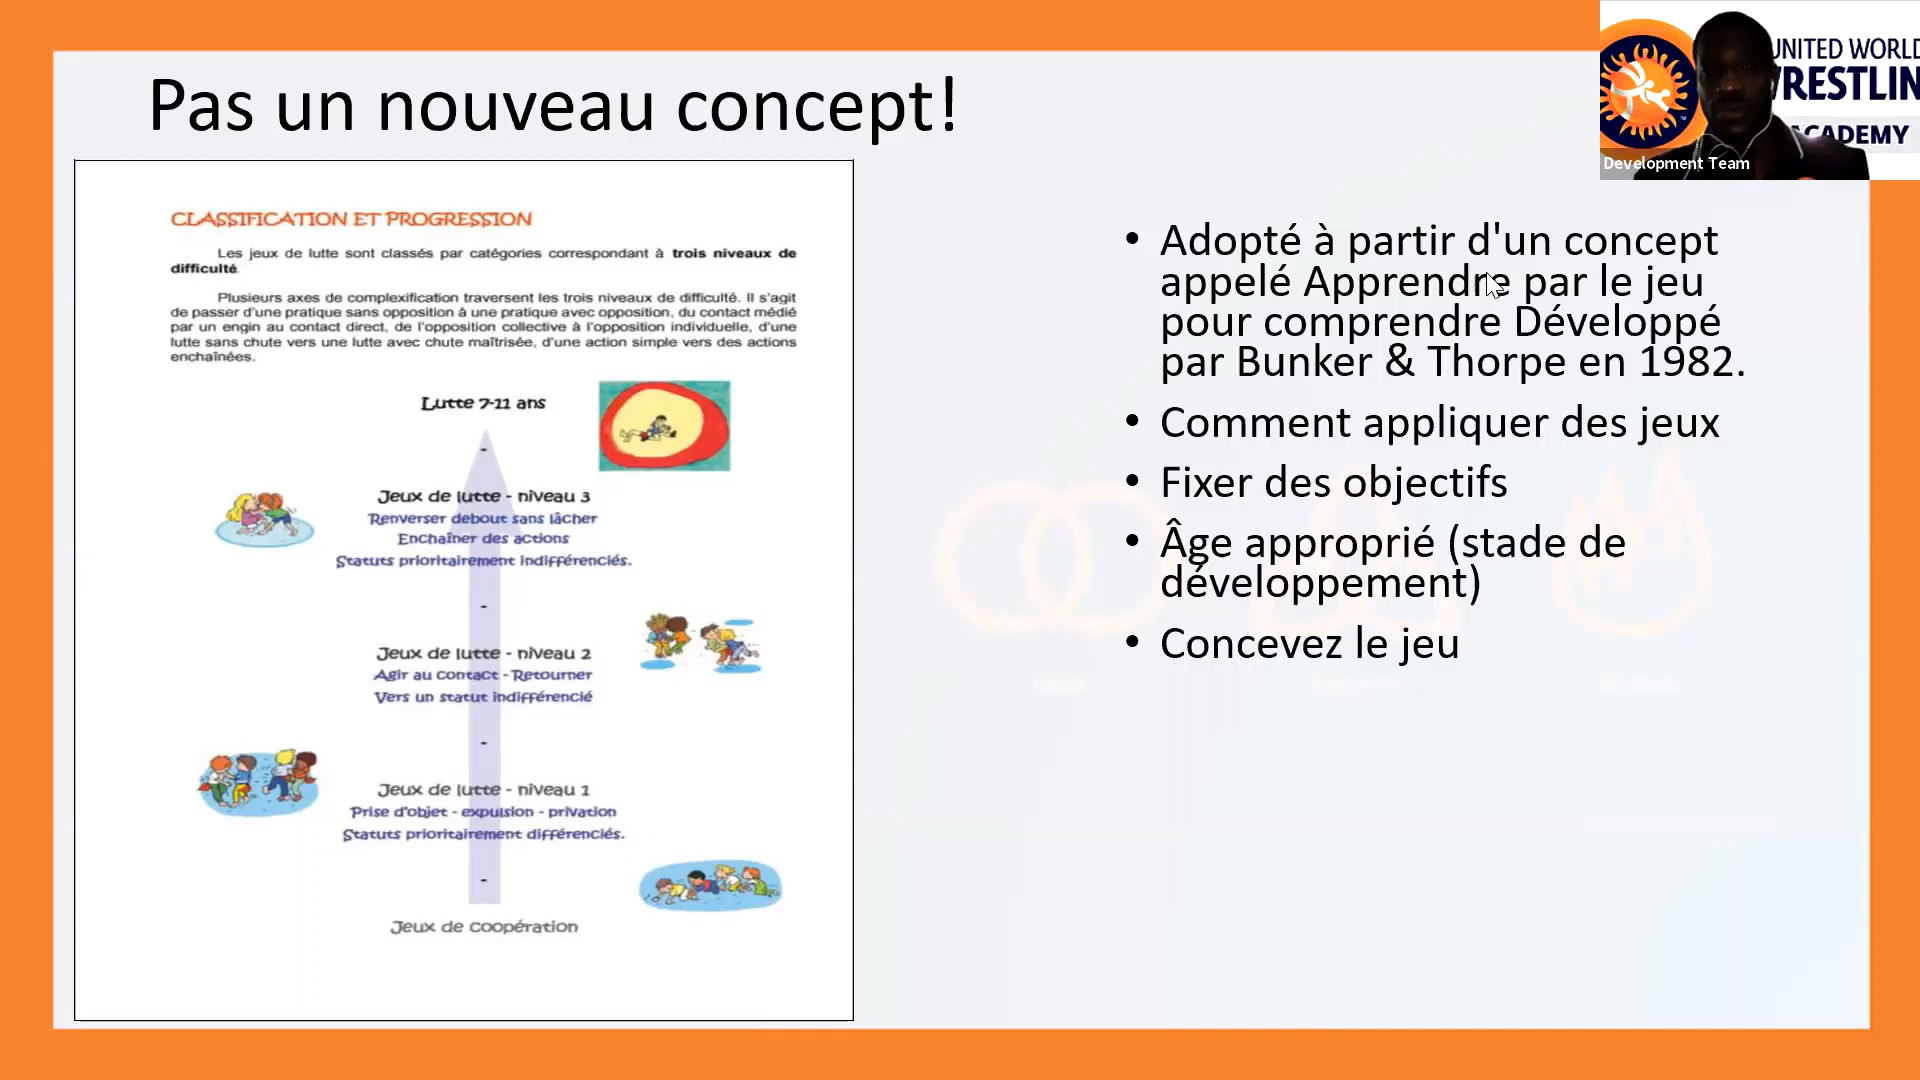 Pas un nouveau concept!
UNITED WORLD
WRESTLIN
ACADEMY
Development Team
CLASSIFICATION ET PROGRESSION
Les jeux de lutte sont classés par catégories correspondant à trois niveaux de
difficulté.
Plusieurs axes de complexification traversent les trois niveaux de difficulté. Il s'agit
de passer d'une pratique sans opposition à une pratique avec opposition, du contact médié
par un engin au contact direct, de l'opposition collective à l'opposition individuelle, d'une
lutte sans chute vers une lutte avec chute maîtrisée, d'une action simple vers des actions
enchaînées.
Lutte 7-11 ans
Jeux de lutte - niveau 3
Renverser debout sans lâcher
Enchaîner des actions
Statuts prioritairement indifférenciés.
Jeux de lutte - niveau 2
Agir au contact - Retourner
Vers un statut indifférencié
Jeux de lutte - niveau 1
Prise d'objet - expulsion - privation
Statuts prioritairement différenciés.
Jeux de coopération
• Adopté à partir d'un concept
appelé Apprendre par le jeu
pour comprendre Développé
par Bunker & Thorpe en 1982.
• Comment appliquer des jeux
• Fixer des objectifs
• Âge approprié (stade de
développement)
• Concevez le jeu